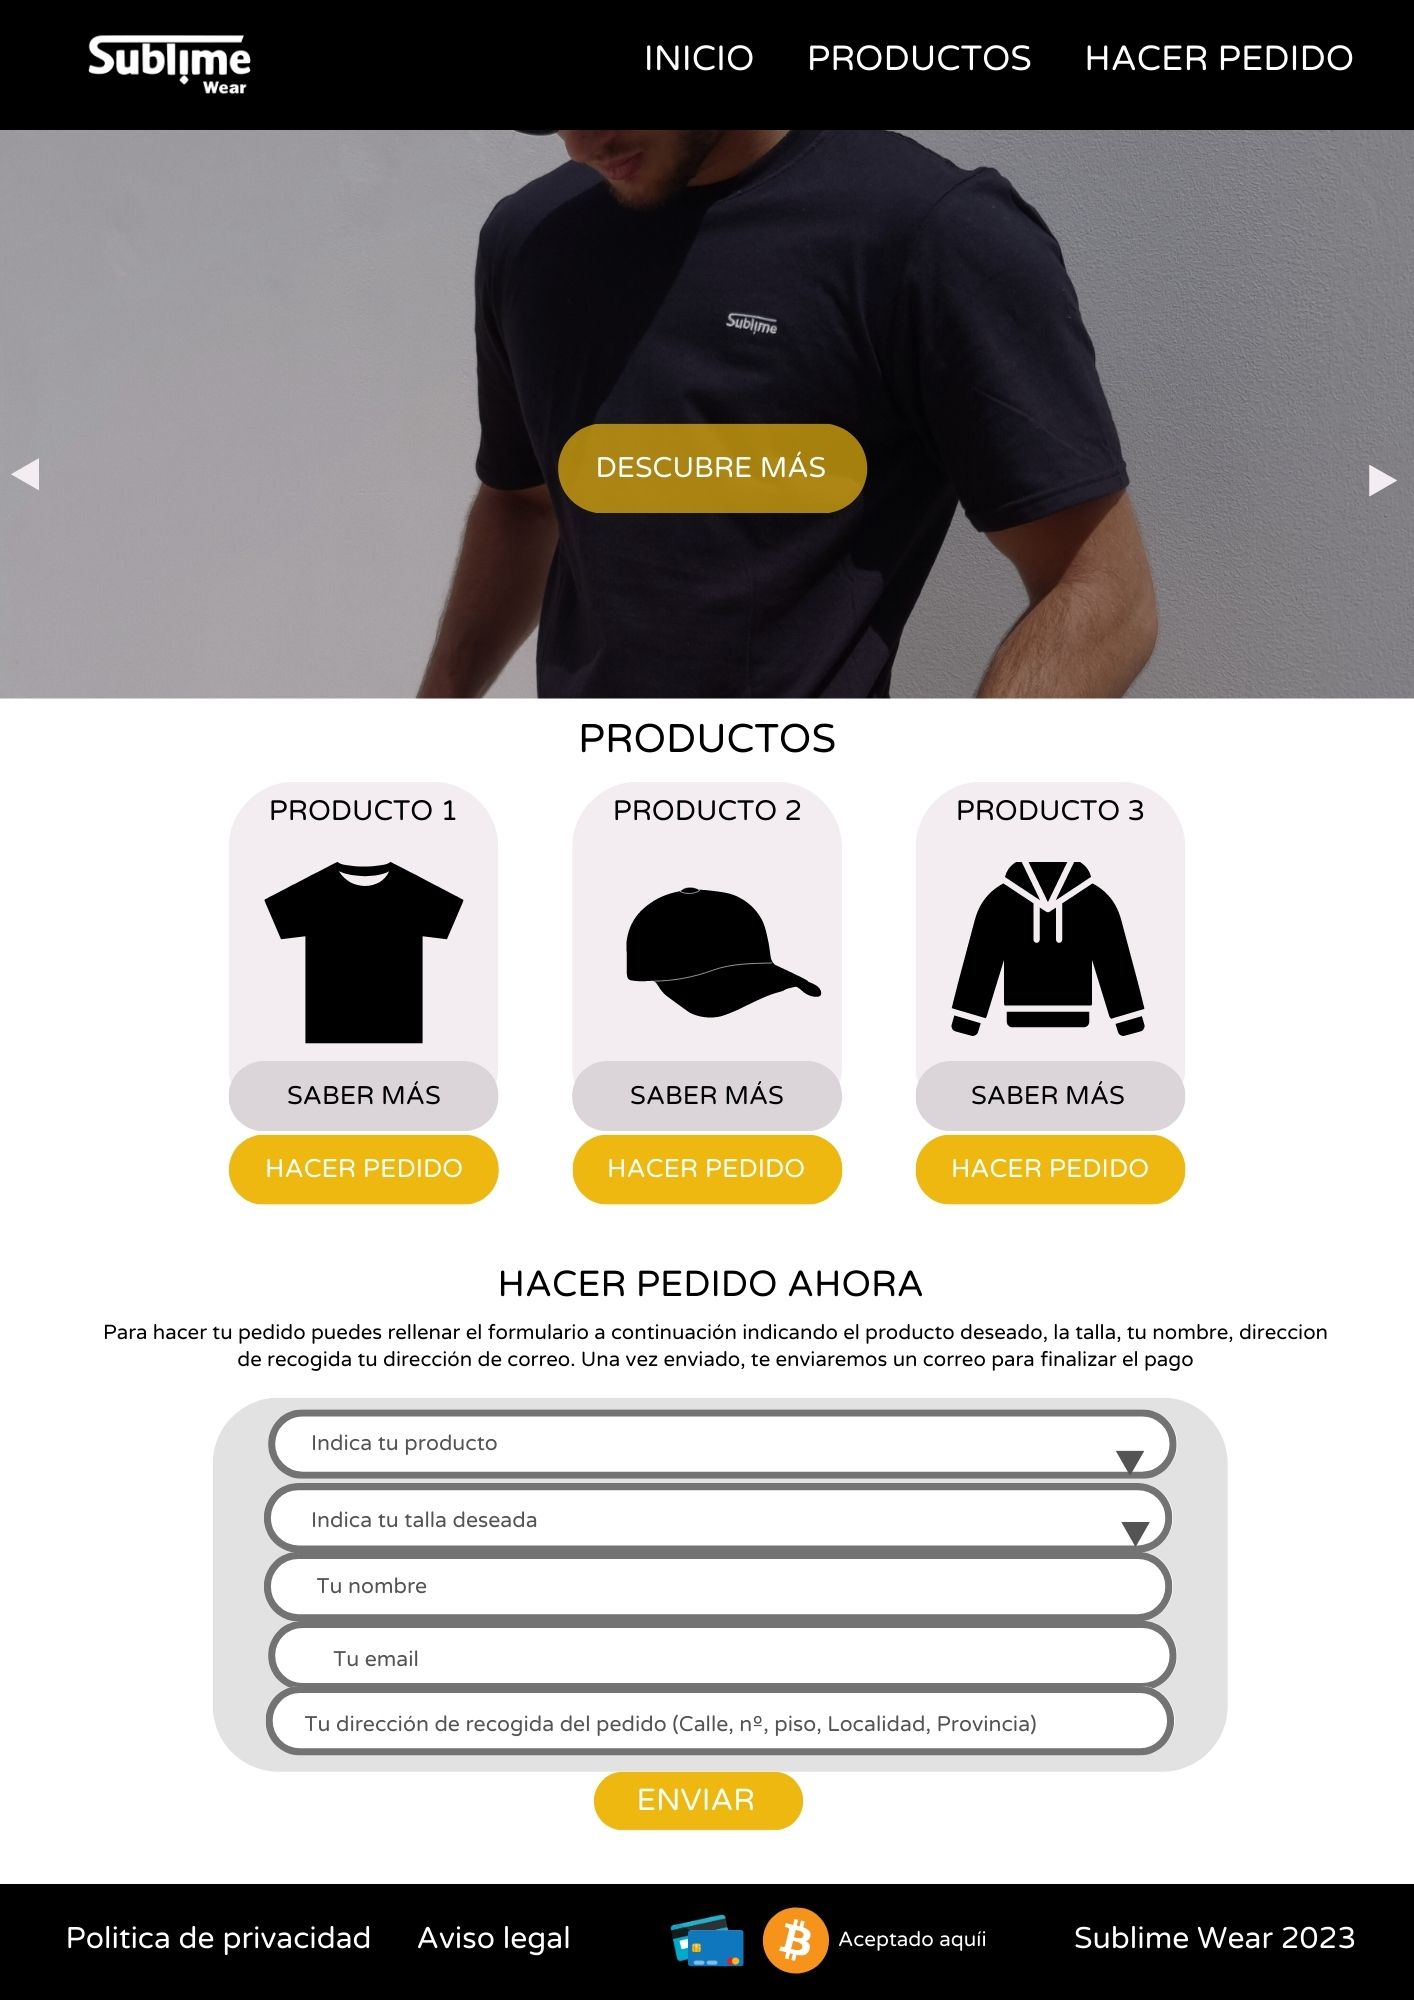 Sublime
Wear
INICIO PRODUCTOS HACER PEDIDO
Sublime
DESCUBRE MÁS
PRODUCTOS
PRODUCTO 1 PRODUCTO 2 PRODUCTO 3
SABER MÁS SABER MÁS SABER MÁS
HACER PEDIDO HACER PEDIDO HACER PEDIDO
HACER PEDIDO AHORA
Para hacer tu pedido puedes rellenar el formulario a continuación indicando el producto deseado, la talla, tu nombre, direccion
de recogida tu dirección de correo. Una vez enviado, te enviaremos un correo para finalizar el pago
Indica tu producto
Indica tu talla deseada
Tu nombre
Tu email
Tu dirección de recogida del pedido (Calle, nº, piso, Localidad, Provincia)
ENVIAR
Politica de privacidad Aviso legal Aceptado aquíi Sublime Wear 2023